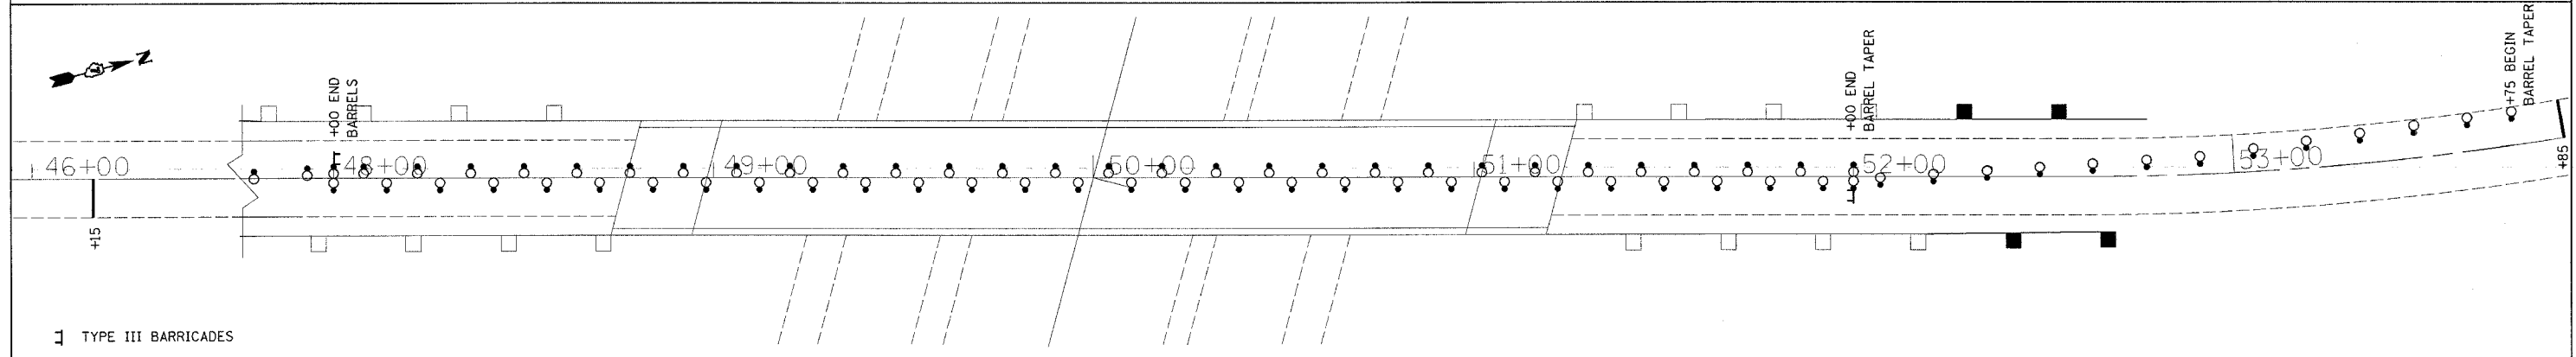 N
+00 END
BARRELS
+00 END
BARREL TAPER
+75 BEGIN
BARREL TAPER
46+00
48+00
49+00
50+00
51+00
52+00
53+00
+15
+85
TYPE III BARRICADES